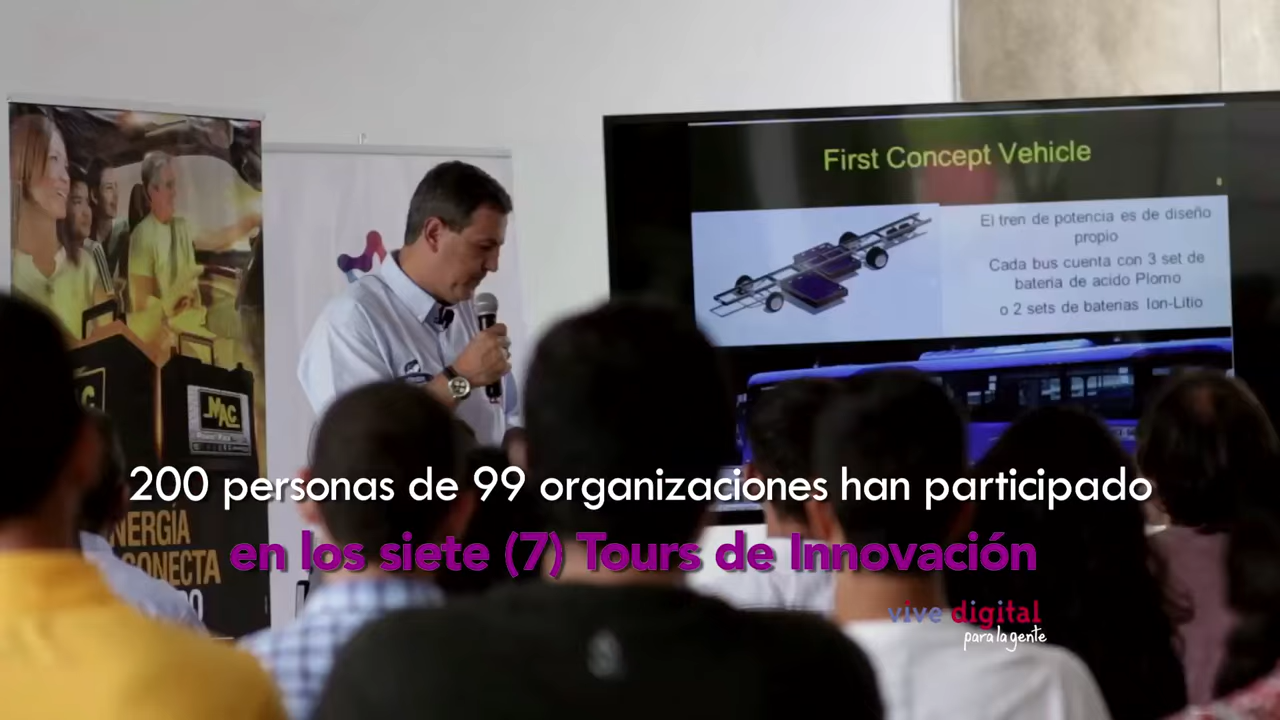 First Concept Vehicle
El tren de potencia es de diseño
propio
Cada bus cuenta con 3 set de
bateria de acido Plomo
o 2 sets de baterias Ion-Litio
MAC
200 personas de 99 organizaciones han participado
en los siete (7) Tours de Innovación
NERGÍA
CONECTA
vive digital
para la gente